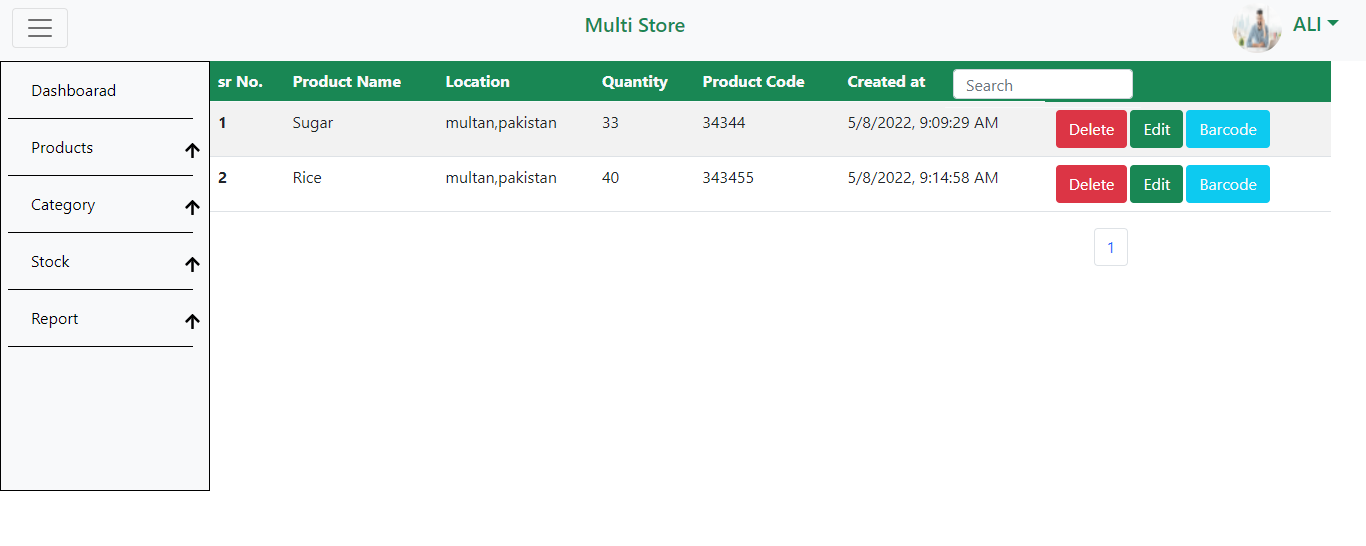 Multi Store
ALI
Dashboarad
Products
Category
Stock
Report
sr No. Product Name Location Quantity Product Code Created at Search
1 Sugar multan,pakistan 33 34344 5/8/2022, 9:09:29 AM Delete Edit Barcode
2 Rice multan,pakistan 40 343455 5/8/2022, 9:14:58 AM Delete Edit Barcode
1